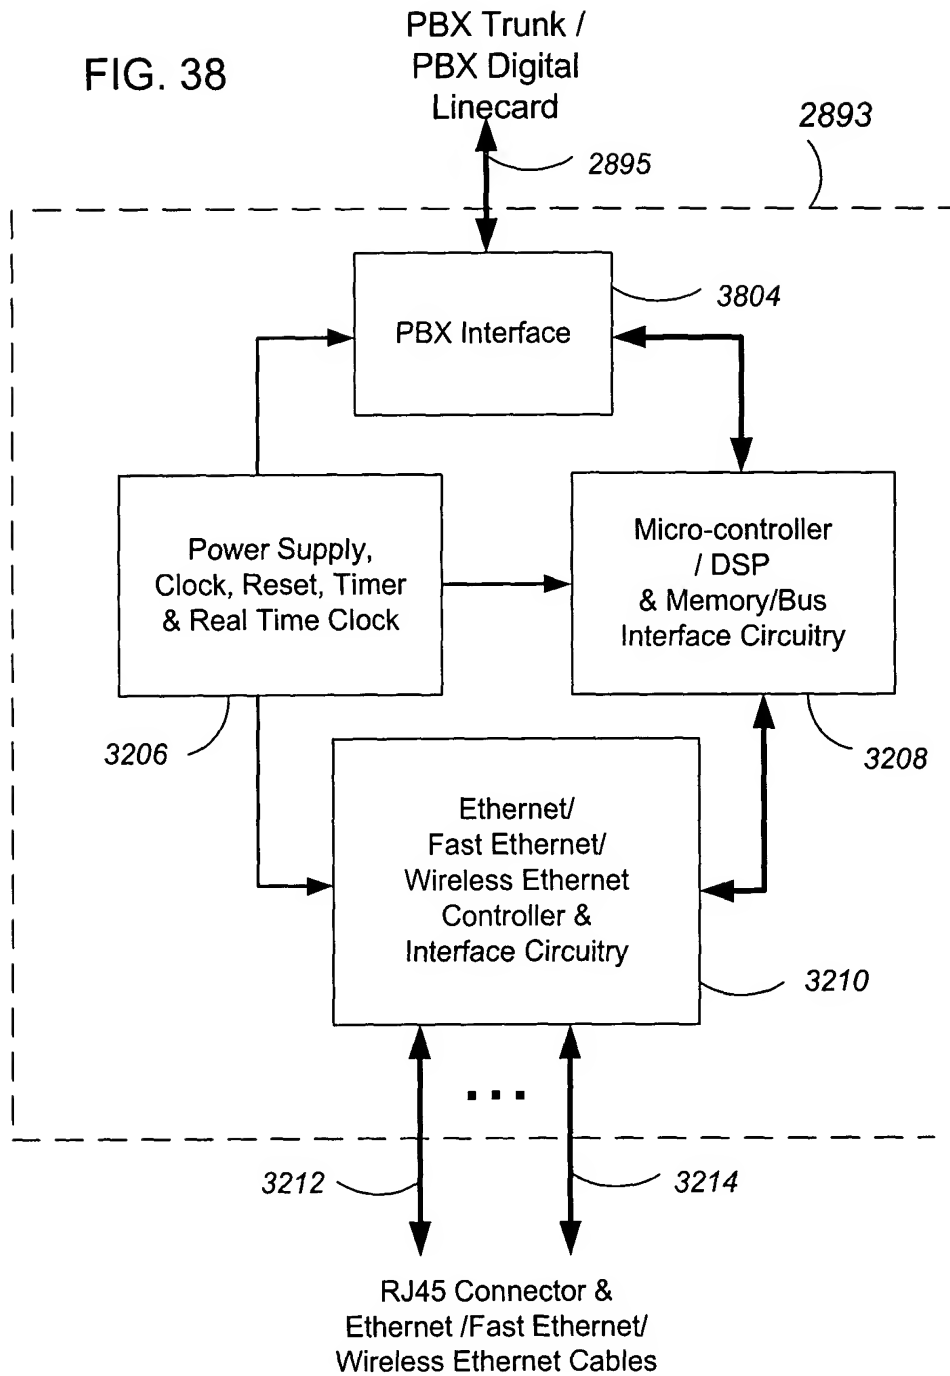 PBX Trunk /
PBX Digital
Linecard
FIG. 38
2893
2895
3804
PBX Interface
Power Supply,
Clock, Reset, Timer
& Real Time Clock
Micro-controller
/ DSP
& Memory/Bus
Interface Circuitry
3206
3208
Ethernet/
Fast Ethernet/
Wireless Ethernet
Controller &
Interface Circuitry
3210
...
3212
3214
RJ45 Connector &
Ethernet /Fast Ethernet/
Wireless Ethernet Cables